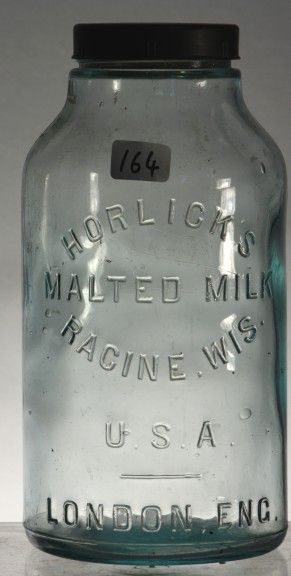 164
HORLICK'S
MALTED MILK
RACINE. WIS.
U.S.A.
LONDON, ENG.